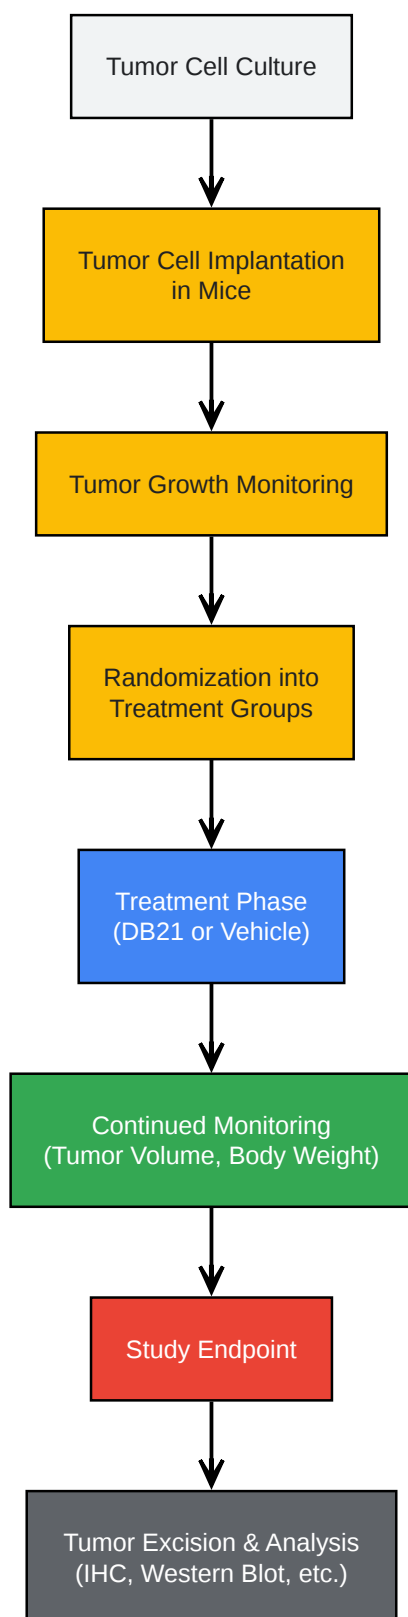 Tumor Cell Culture
Tumor Cell Implantation
in Mice
Tumor Growth Monitoring
Randomization into
Treatment Groups
Treatment Phase
(DB21 or Vehicle)
Continued Monitoring
(Tumor Volume, Body Weight)
Study Endpoint
Tumor Excision & Analysis
(IHC, Western Blot, etc.)